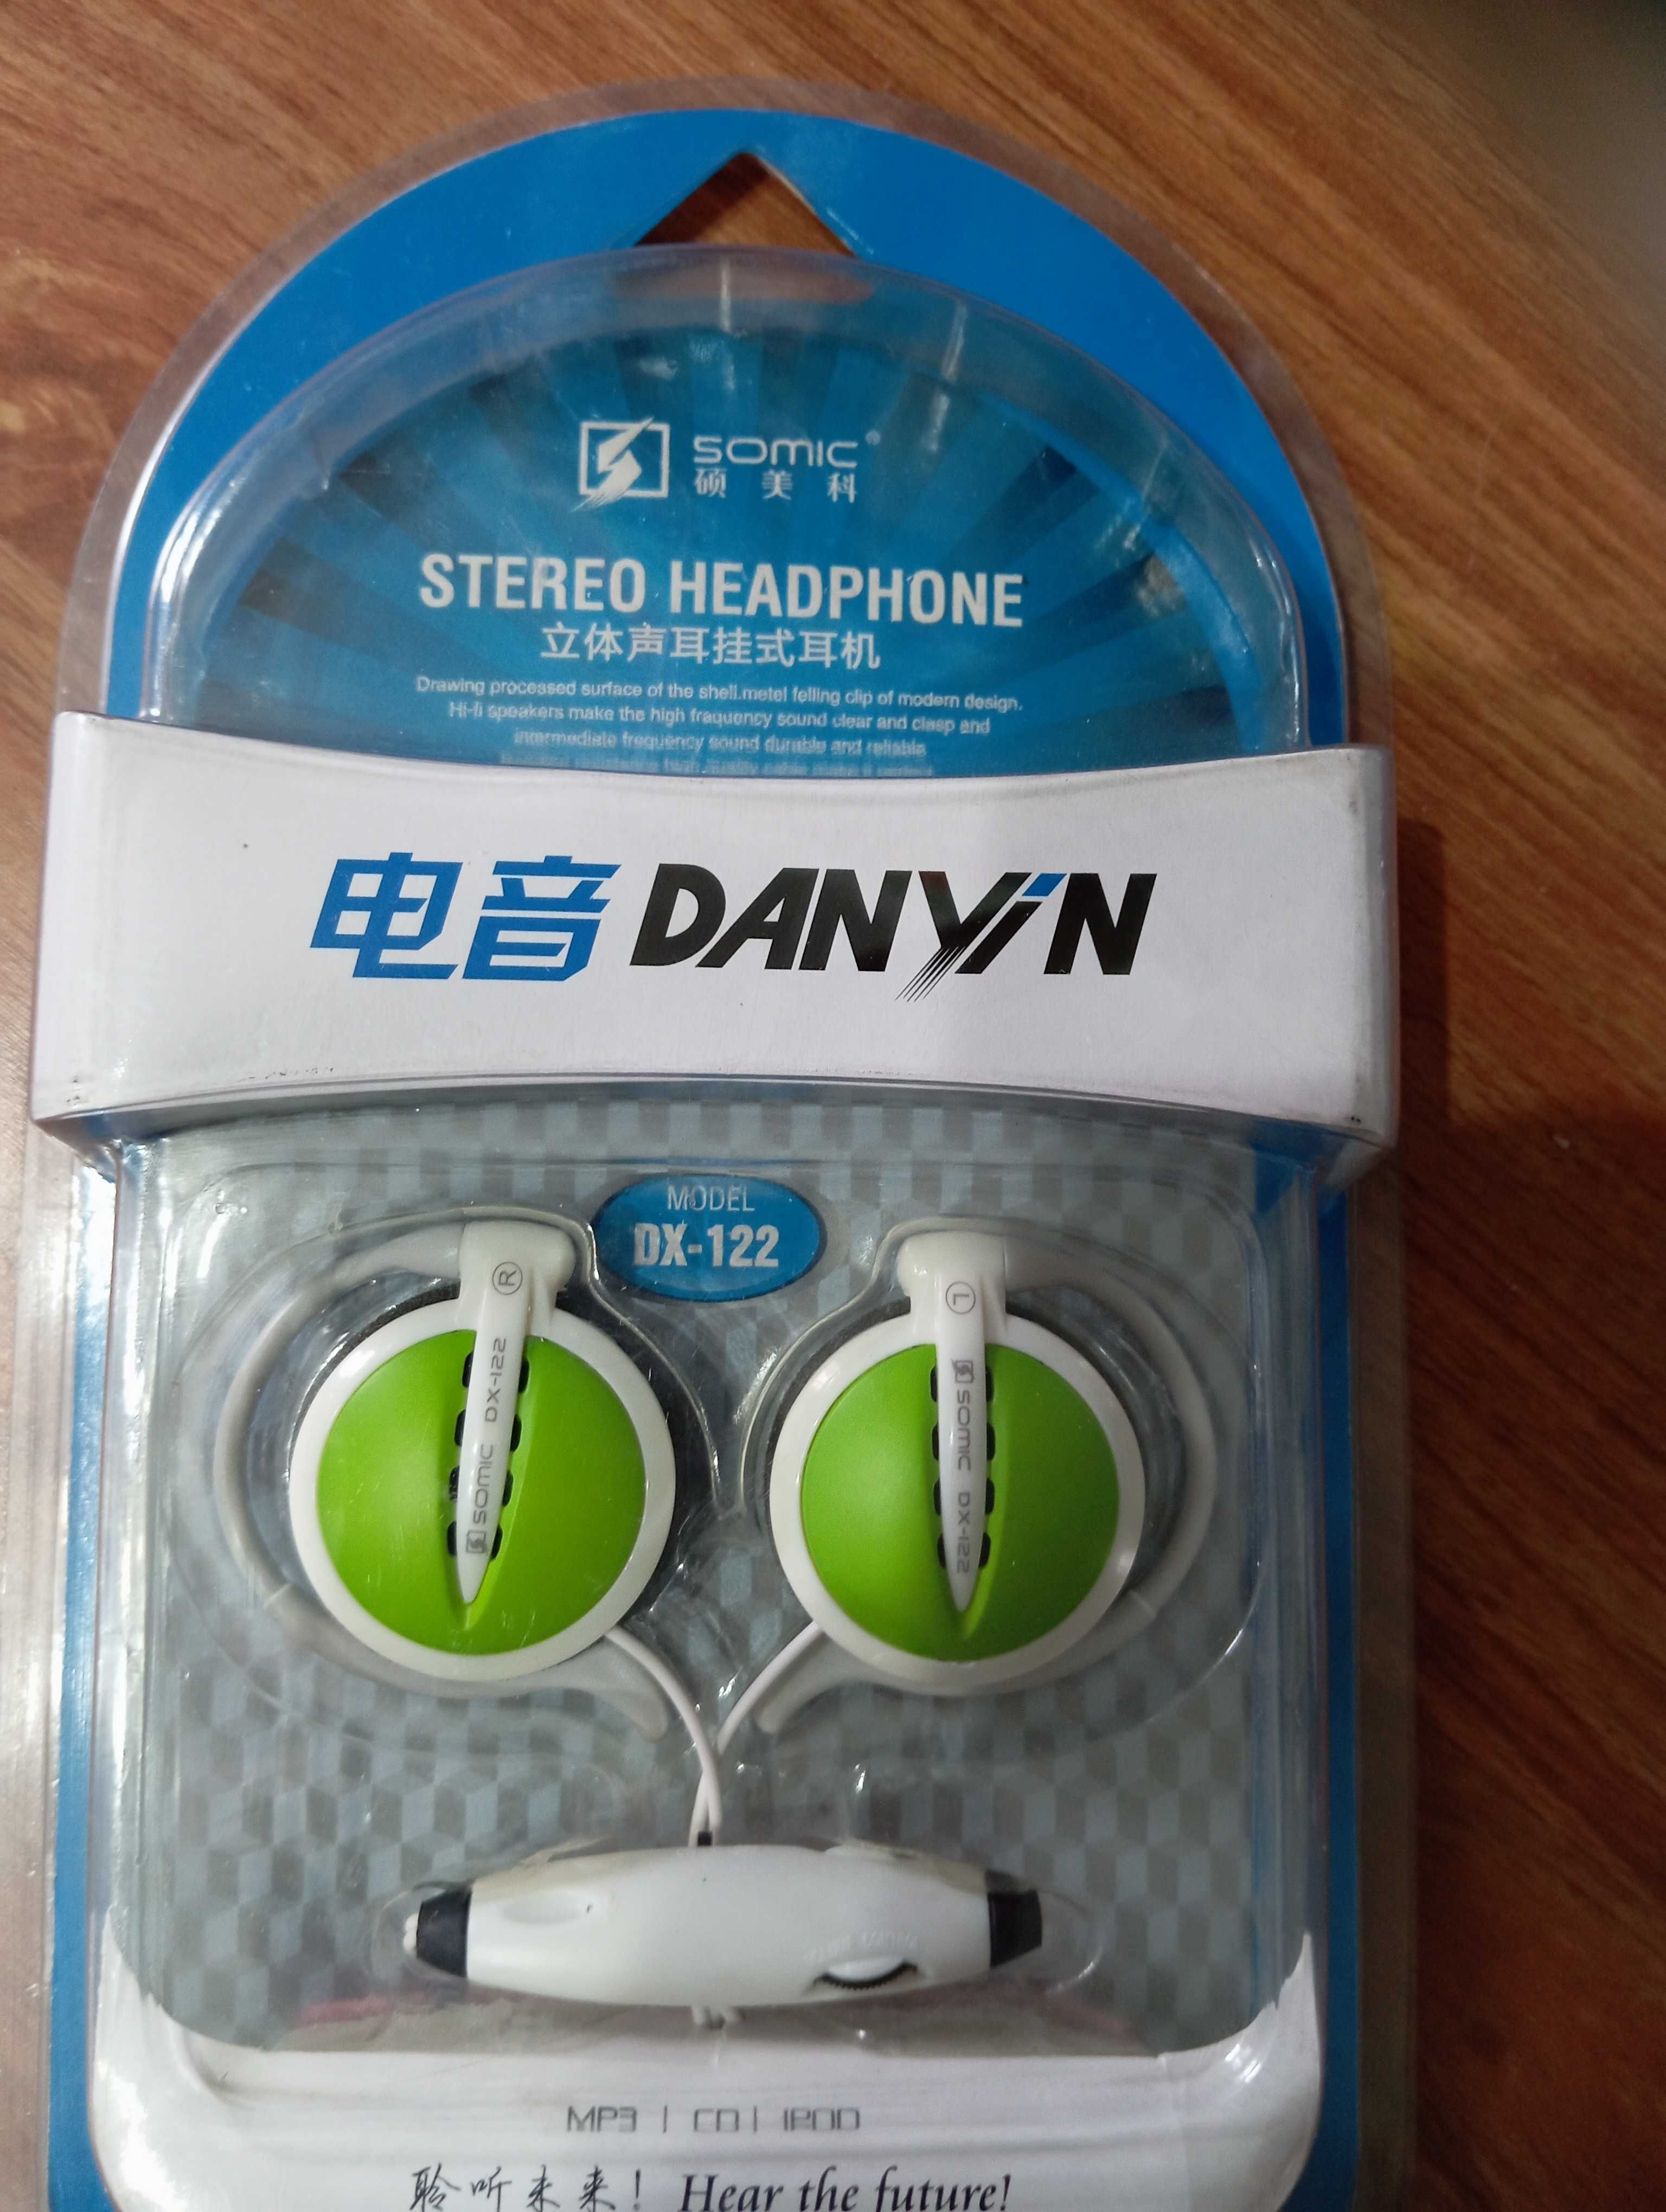 SOMIC®
硕美科
STEREO HEADPHONE
立体声耳挂式耳机
Drawing processed surface of the shell.metel felling clip of modern design.
Hi-fi speakers make the high fraquency sound clear and clasp and
intermediate frequency sound durable and reliable
电音 DANYiN
MODEL
DX-122
R
SOMIC DX-122
L
SOMIC DX-122
MP3 | CD | IPOD
聆听未来! Hear the future!